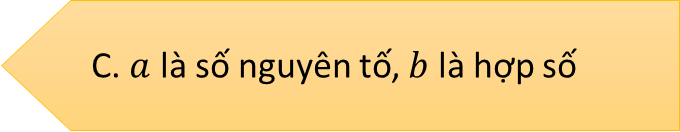 C. 𝑎 là số nguyên tố, 𝑏 là hợp số